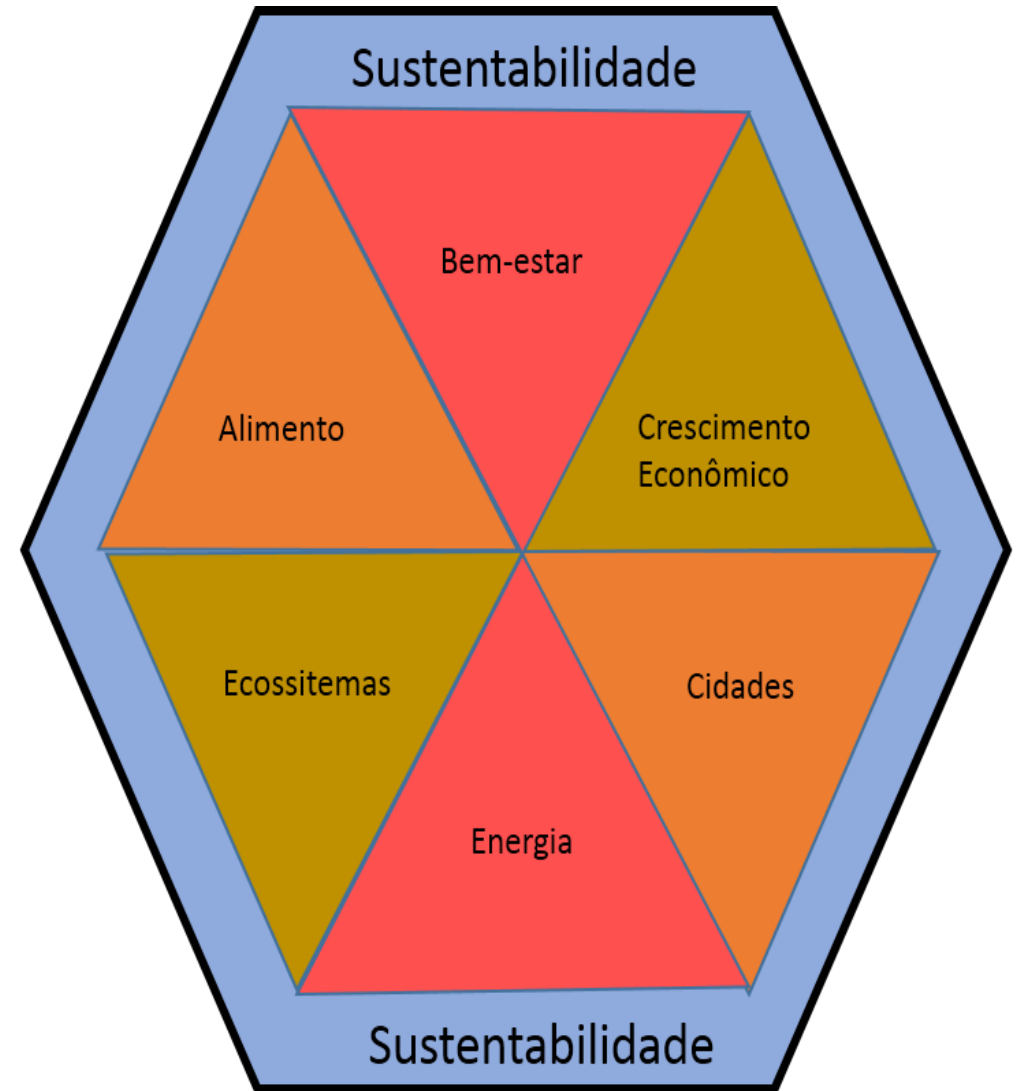 Sustentabilidade
Bem-estar
Alimento
Crescimento
Econômico
Ecossitemas
Cidades
Energia
Sustentabilidade